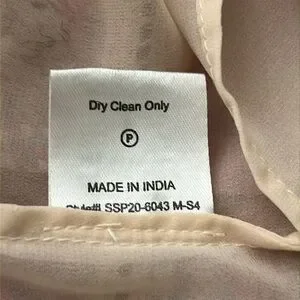 Dry Clean Only
P
MADE IN INDIA
Style#L SSP20-6043 M-S4